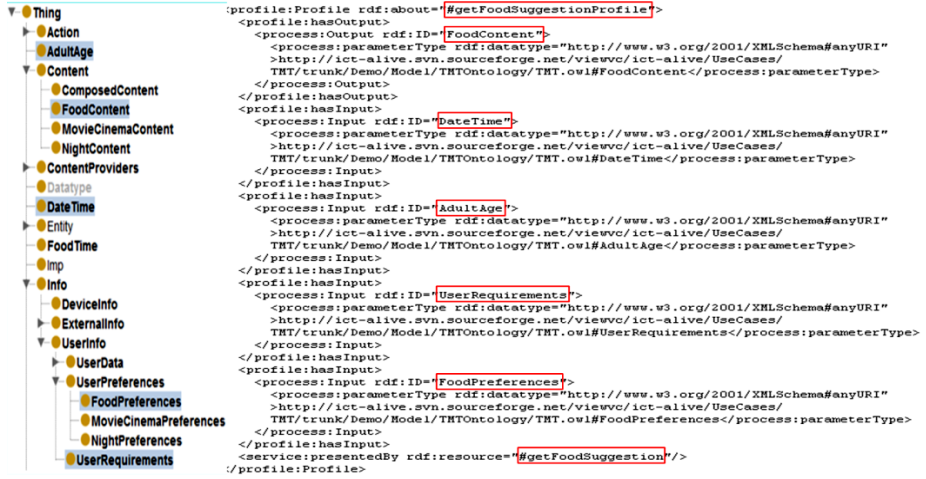 Thing
Action
AdultAge
Content
ComposedContent
FoodContent
MovieCinemaContent
NightContent
ContentProviders
Datatype
DateTime
Entity
FoodTime
Imp
Info
DeviceInfo
ExternalInfo
UserInfo
UserData
UserPreferences
FoodPreferences
MovieCinemaPreferences
NightPreferences
UserRequirements
<profile:Profile rdf:about="#getFoodSuggestionProfile">
<profile:hasOutput>
<process:Output rdf:ID="FoodContent">
<process:parameterType rdf:datatype="http://www.w3.org/2001/XMLSchema#anyURI"
>http://ict-alive.svn.sourceforge.net/viewvc/ict-alive/UseCases/
TMT/trunk/Demo/Model/TMTOntology/TMT.owl#FoodContent</process:parameterType>
</process:Output>
</profile:hasOutput>
<profile:hasInput>
<process:Input rdf:ID="DateTime">
<process:parameterType rdf:datatype="http://www.w3.org/2001/XMLSchema#anyURI"
>http://ict-alive.svn.sourceforge.net/viewvc/ict-alive/UseCases/
TMT/trunk/Demo/Model/TMTOntology/TMT.owl#DateTime</process:parameterType>
</process:Input>
</profile:hasInput>
<profile:hasInput>
<process:Input rdf:ID="AdultAge">
<process:parameterType rdf:datatype="http://www.w3.org/2001/XMLSchema#anyURI"
>http://ict-alive.svn.sourceforge.net/viewvc/ict-alive/UseCases/
TMT/trunk/Demo/Model/TMTOntology/TMT.owl#AdultAge</process:parameterType>
</process:Input>
</profile:hasInput>
<profile:hasInput>
<process:Input rdf:ID="UserRequirements">
<process:parameterType rdf:datatype="http://www.w3.org/2001/XMLSchema#anyURI"
>http://ict-alive.svn.sourceforge.net/viewvc/ict-alive/UseCases/
TMT/trunk/Demo/Model/TMTOntology/TMT.owl#UserRequirements</process:parameterType>
</process:Input>
</profile:hasInput>
<profile:hasInput>
<process:Input rdf:ID="FoodPreferences">
<process:parameterType rdf:datatype="http://www.w3.org/2001/XMLSchema#anyURI"
>http://ict-alive.svn.sourceforge.net/viewvc/ict-alive/UseCases/
TMT/trunk/Demo/Model/TMTOntology/TMT.owl#FoodPreferences</process:parameterType>
</process:Input>
</profile:hasInput>
<service:presentedBy rdf:resource="#getFoodSuggestion"/>
</profile:Profile>